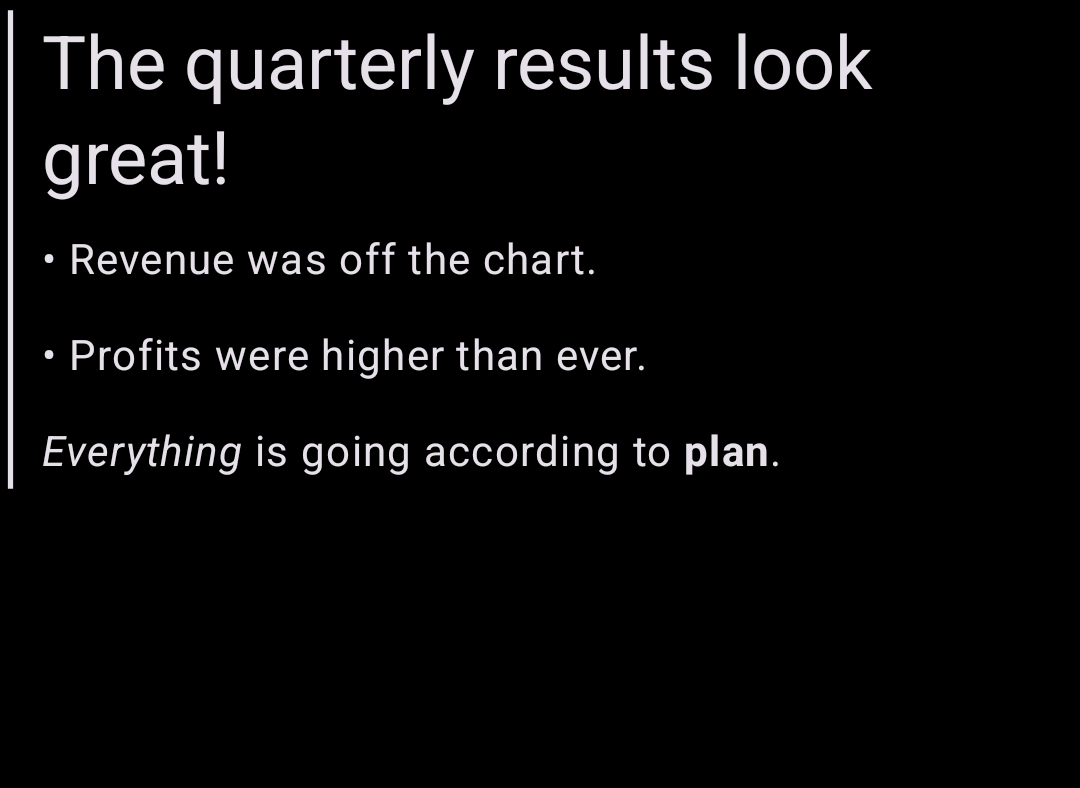 The quarterly results look
great!
• Revenue was off the chart.
• Profits were higher than ever.
Everything is going according to plan.